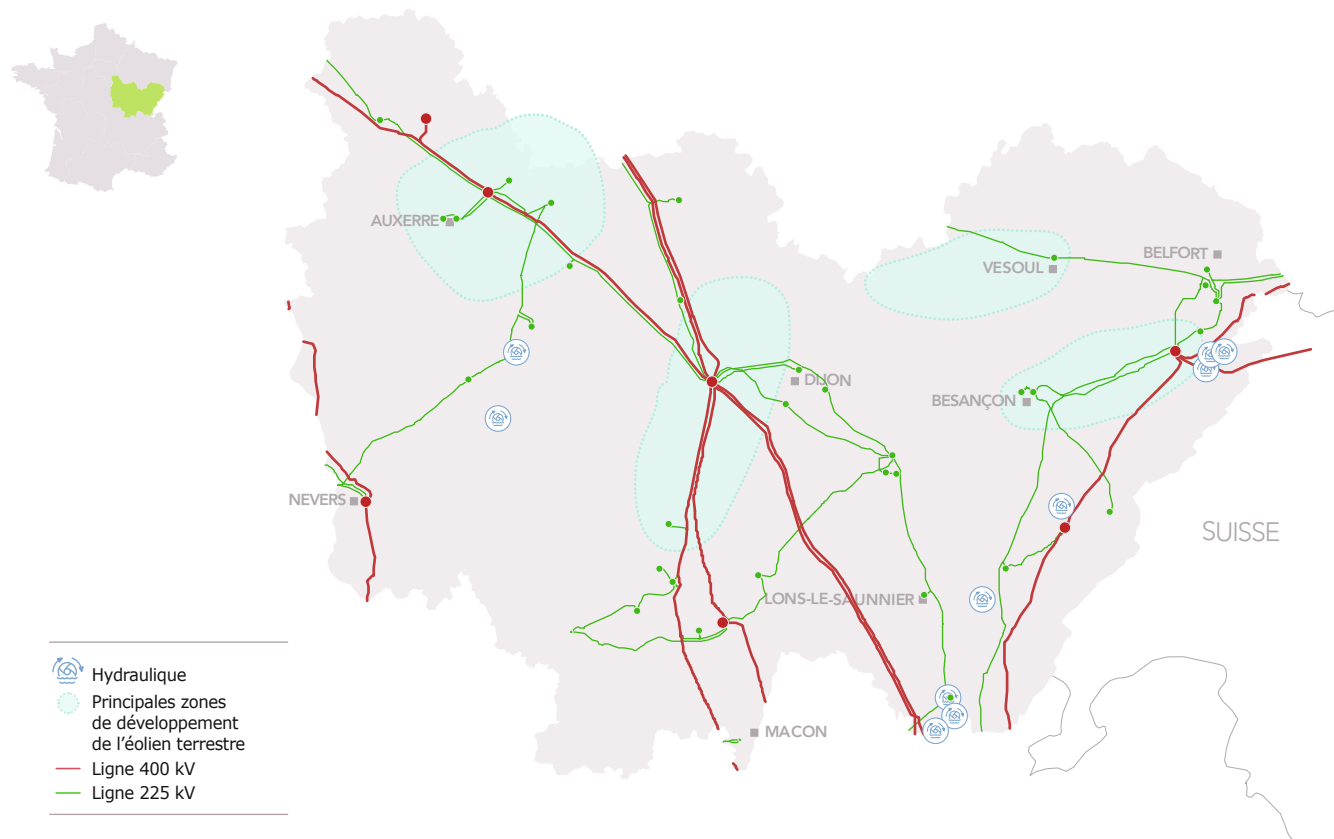 AUXERRE
VESOUL
BELFORT
DIJON
BESANÇON
NEVERS
SUISSE
LONS-LE-SAUNNIER
MACON
Hydraulique
Principales zones
de développement
de l'éolien terrestre
Ligne 400 kV
Ligne 225 kV